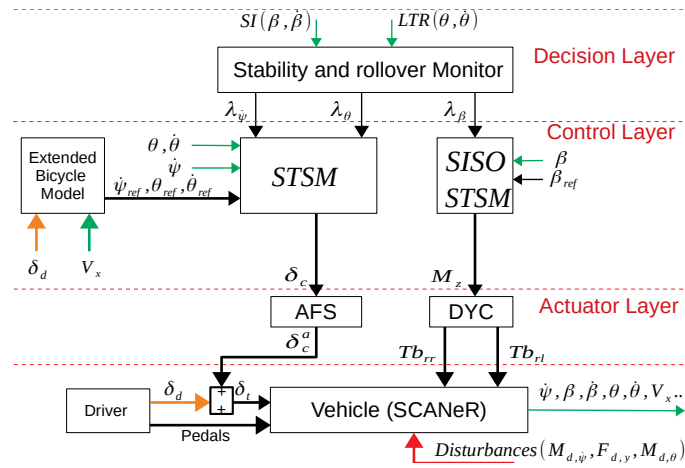 SI(β, β̇) LTR(θ, θ̇)
Stability and rollover Monitor
Decision Layer
λ_ψ̇ λ_θ λ_β
Control Layer
Extended
Bicycle
Model
θ, θ̇
ψ̇
ψ̇_ref, θ_ref, θ̇_ref
STSM
SISO
STSM
β
β_ref
δ_d V_x
δ_c M_z
AFS DYC
Actuator Layer
δ_c^a Tb_rr Tb_rl
Driver
δ_d
+
+
δ_t
Pedals
Vehicle (SCANeR)
ψ̇, β, β̇, θ, θ̇, V_x..
Disturbances(M_d,ψ̇, F_d,y, M_d,θ)